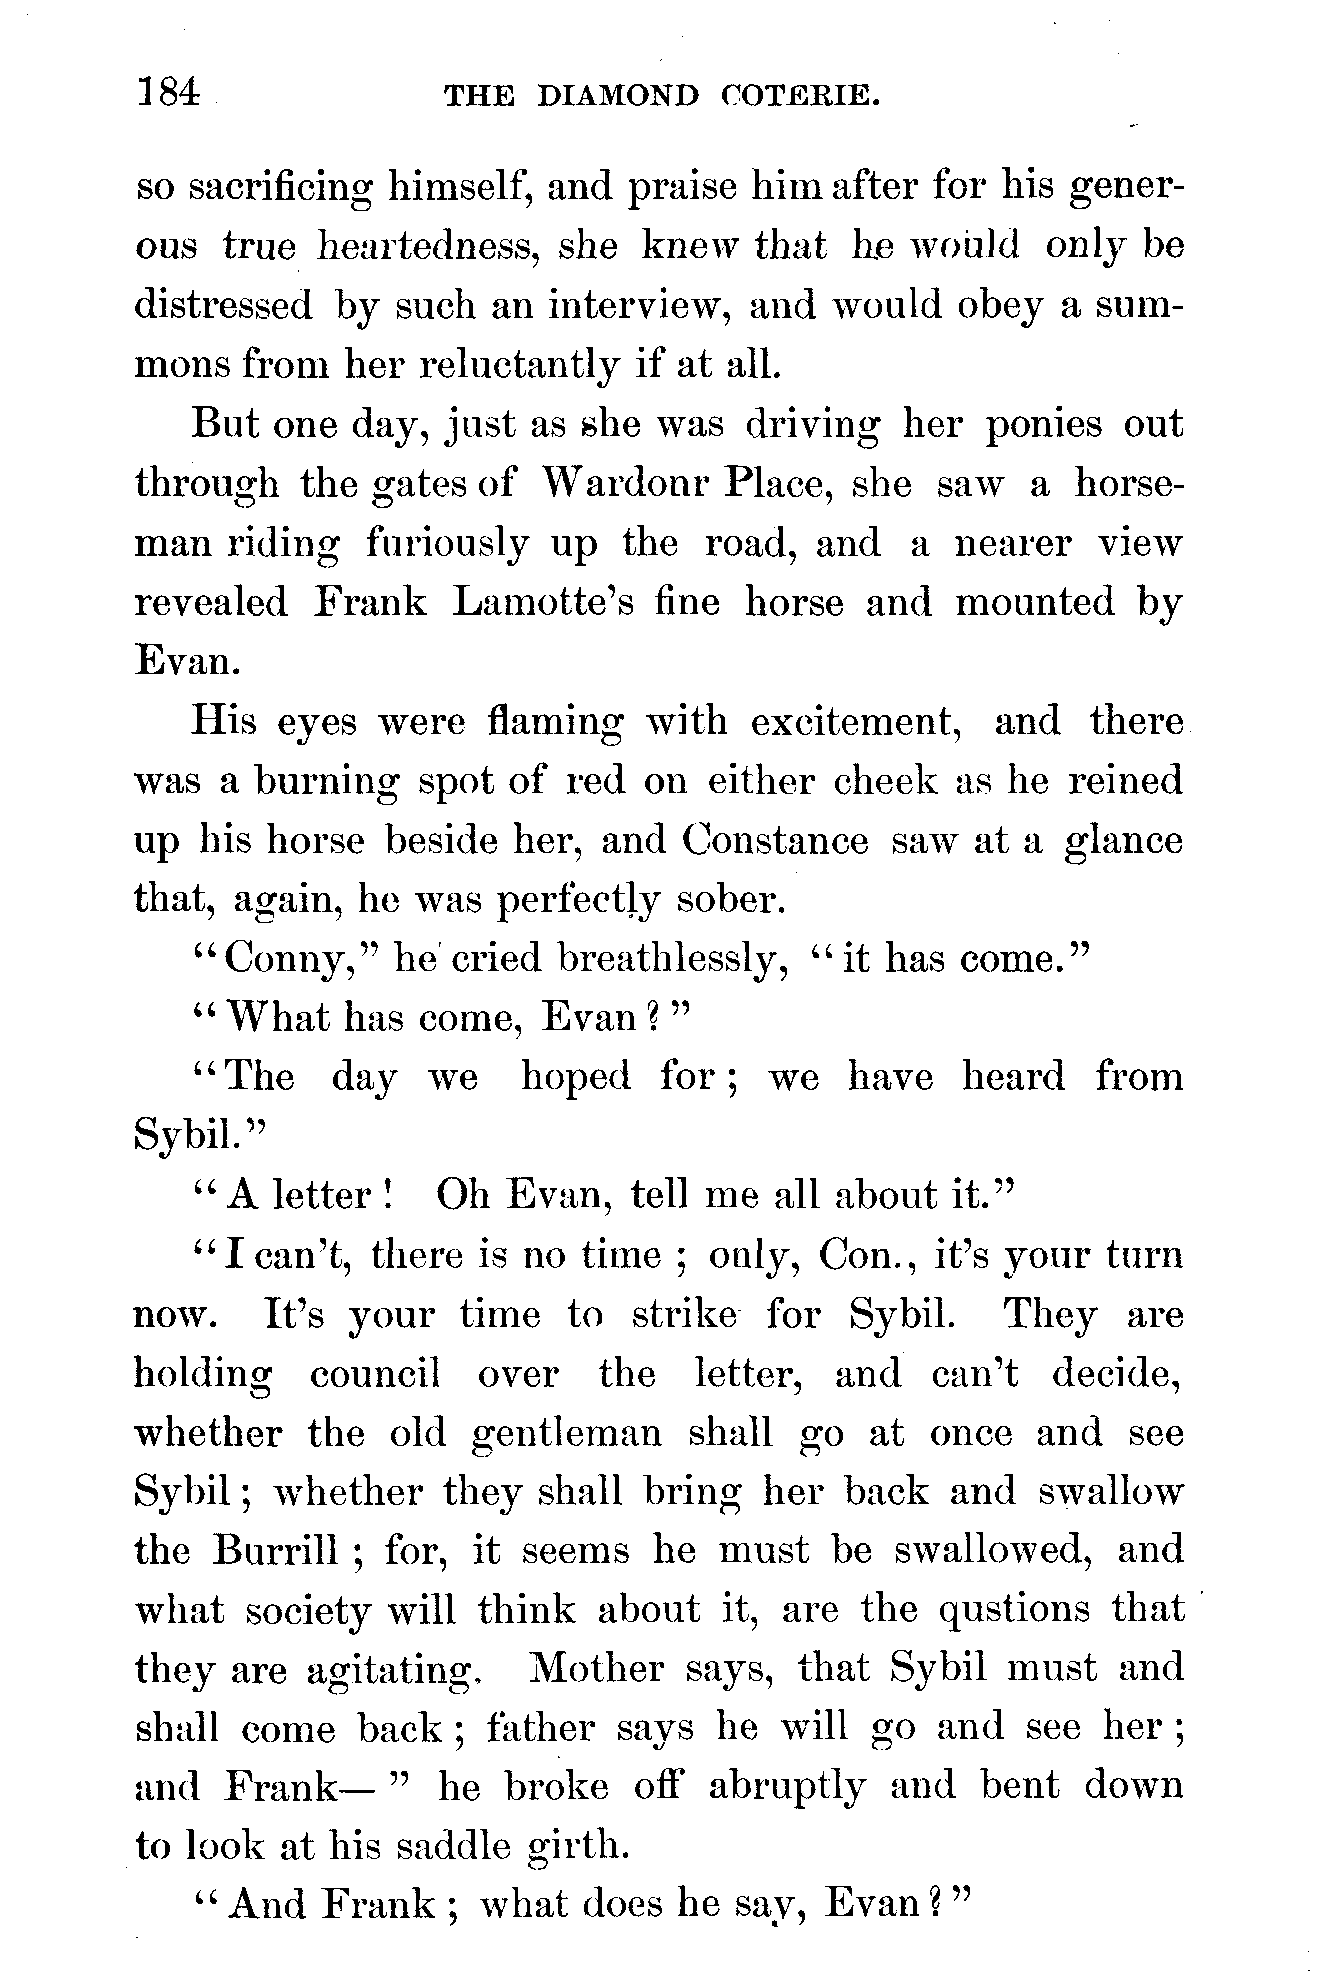 184 THE DIAMOND COTERIE.
so sacrificing himself, and praise him after for his gener-
ous true heartedness, she knew that he would only be
distressed by such an interview, and would obey a sum-
mons from her reluctantly if at all.
But one day, just as she was driving her ponies out
through the gates of Wardonr Place, she saw a horse-
man riding furiously up the road, and a nearer view
revealed Frank Lamotte's fine horse and mounted by
Evan.
His eyes were flaming with excitement, and there
was a burning spot of red on either cheek as he reined
up his horse beside her, and Constance saw at a glance
that, again, he was perfectly sober.
“Conny,” he cried breathlessly, “it has come.”
“What has come, Evan?”
“The day we hoped for; we have heard from
Sybil.”
“A letter! Oh Evan, tell me all about it.”
“I can't, there is no time; only, Con., it's your turn
now. It's your time to strike for Sybil. They are
holding council over the letter, and can't decide,
whether the old gentleman shall go at once and see
Sybil; whether they shall bring her back and swallow
the Burrill; for, it seems he must be swallowed, and
what society will think about it, are the qustions that
they are agitating. Mother says, that Sybil must and
shall come back; father says he will go and see her;
and Frank—” he broke off abruptly and bent down
to look at his saddle girth.
“And Frank; what does he say, Evan?”